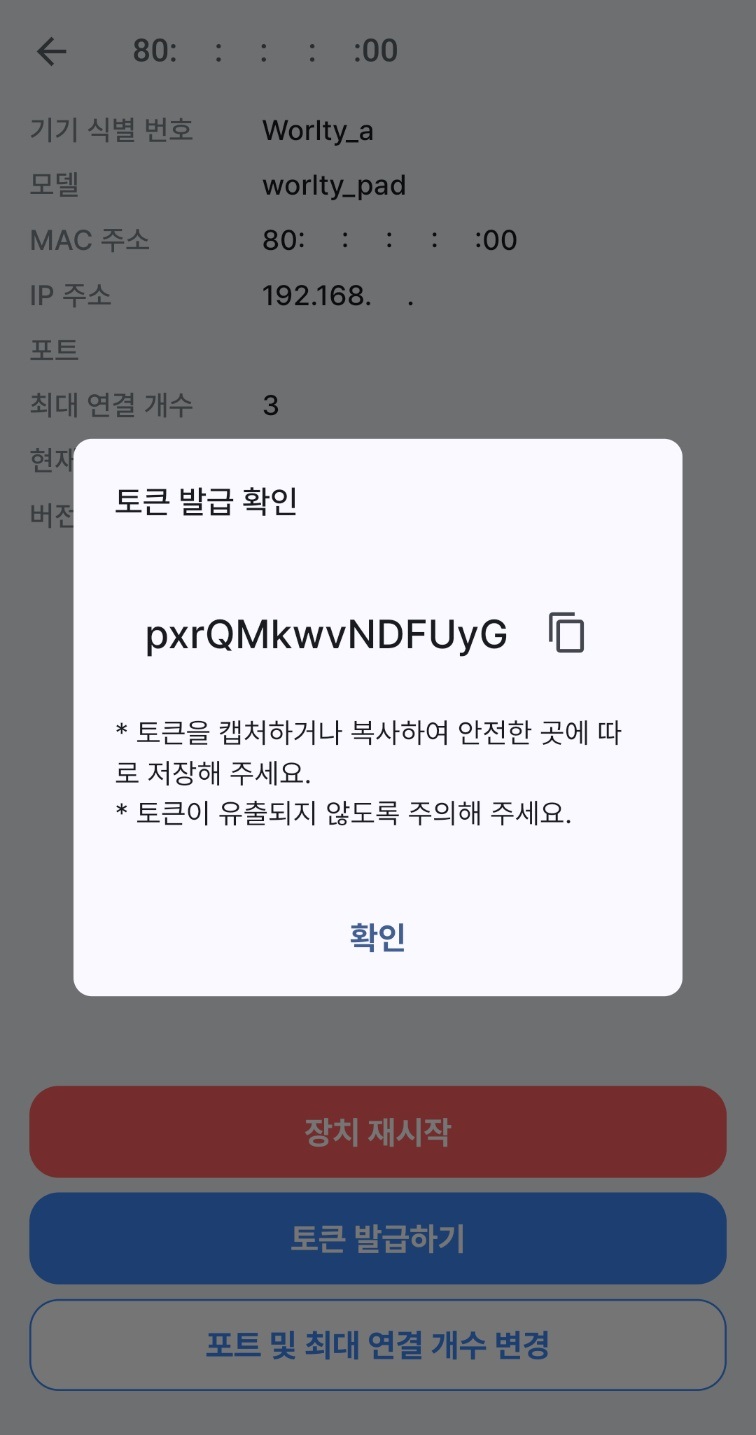 80: : : : :00
기기 식별 번호 Worlty_a
모델 worlty_pad
MAC 주소 80: : : : :00
IP 주소 192.168. .
포트
최대 연결 개수 3
현재
버전
토큰 발급 확인
pxrQMkwvNDFUyG
* 토큰을 캡처하거나 복사하여 안전한 곳에 따
로 저장해 주세요.
* 토큰이 유출되지 않도록 주의해 주세요.
확인
장치 재시작
토큰 발급하기
포트 및 최대 연결 개수 변경